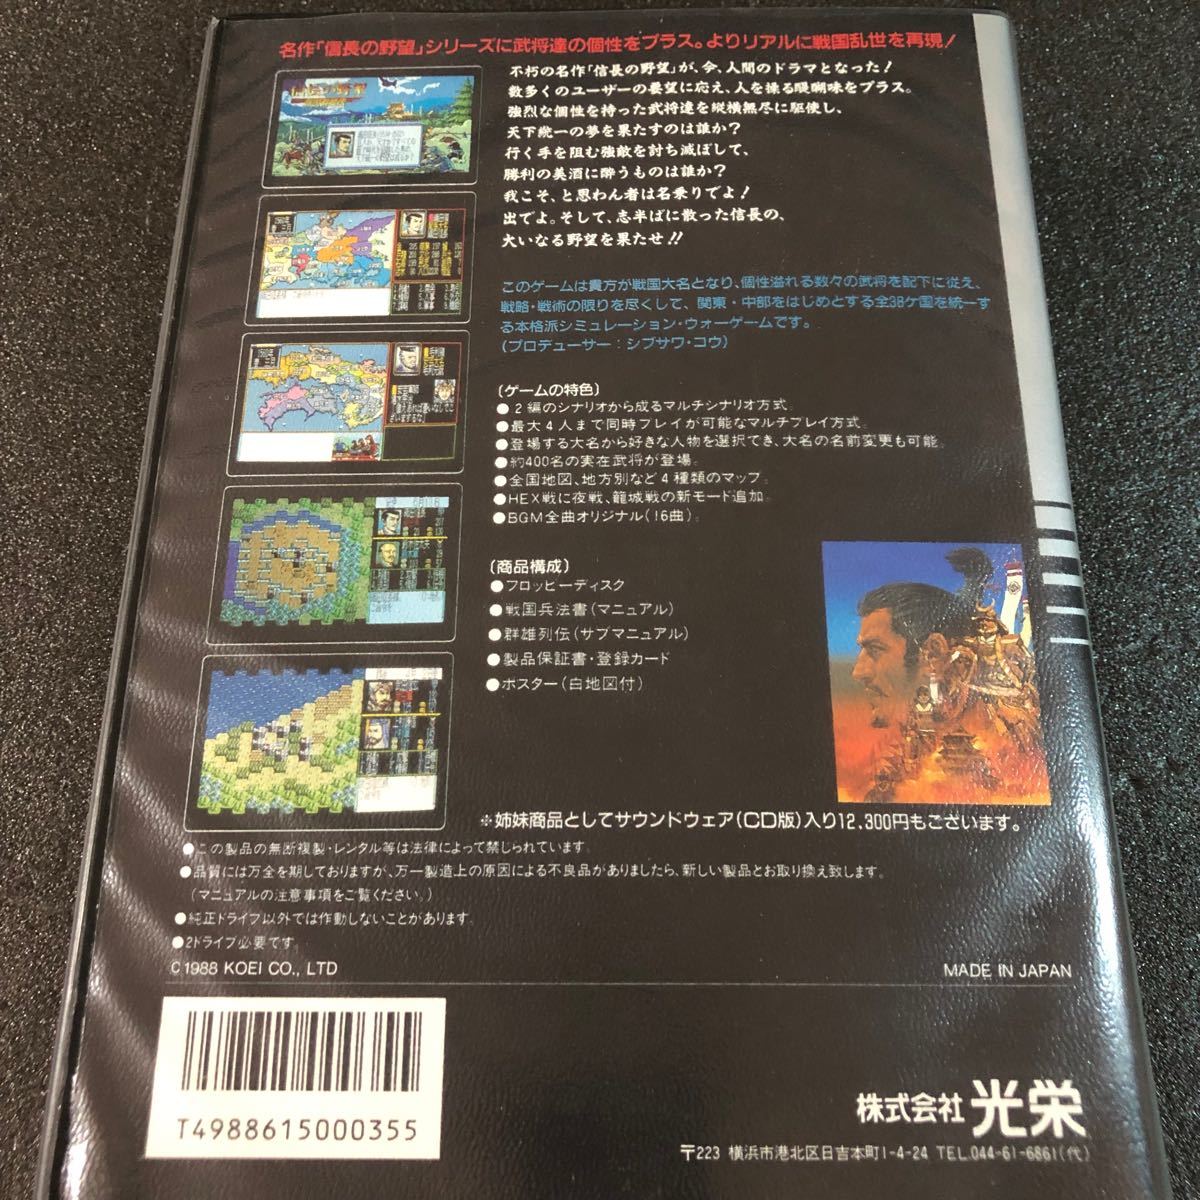 名作「信長の野望」シリーズに武将達の個性をプラス。よりリアルに戦国乱世を再現!
不朽の名作「信長の野望」が、今、人間のドラマとなった!
数多くのユーザーの要望に応え、人を操る醍醐味をプラス。
強烈な個性を持った武将達を縦横無尽に駆使し、
天下統一の夢を果たすのは誰か?
行く手を阻む強敵を討ち滅ぼして、
勝利の美酒に酔うものは誰か?
我こそ、と思わん者は名乗りでよ!
出でよ。そして、志半ばに散った信長の、
大いなる野望を果たせ!!
このゲームは貴方が戦国大名となり、個性溢れる数々の武将を配下に従え、
戦略・戦術の限りを尽くして、関東・中部をはじめとする全38ケ国を統一す
る本格派シミュレーション・ウォーゲームです。
(プロデューサー:シブサワ・コウ)
〔ゲームの特色〕
●2編のシナリオから成るマルチシナリオ方式。
●最大4人まで同時プレイが可能なマルチプレイ方式。
●登場する大名から好きな人物を選択でき、大名の名前変更も可能。
●約400名の実在武将が登場。
●全国地図、地方別など4種類のマップ。
●HEX戦に夜戦、籠城戦の新モード追加。
●BGM全曲オリジナル(16曲)。
〔商品構成〕
●フロッピーディスク
●戦国兵法書(マニュアル)
●群雄列伝(サブマニュアル)
●製品保証書・登録カード
●ポスター(白地図付)
信長の野望
※姉妹商品としてサウンドウェア(CD版)入り12,300円もございます。
●この製品の無断複製・レンタル等は法律によって禁じられています。
●品質には万全を期しておりますが、万一製造上の原因による不良品がありましたら、新しい製品とお取り換え致します。
(マニュアルの注意事項をご覧ください。)
●純正ドライブ以外では作動しないことがあります。
●2ドライブ必要です。
©1988 KOEI CO., LTD
MADE IN JAPAN
T4988615000355
株式会社 光栄
〒223 横浜市港北区日吉本町1-4-24 TEL.044-61-6861(代)